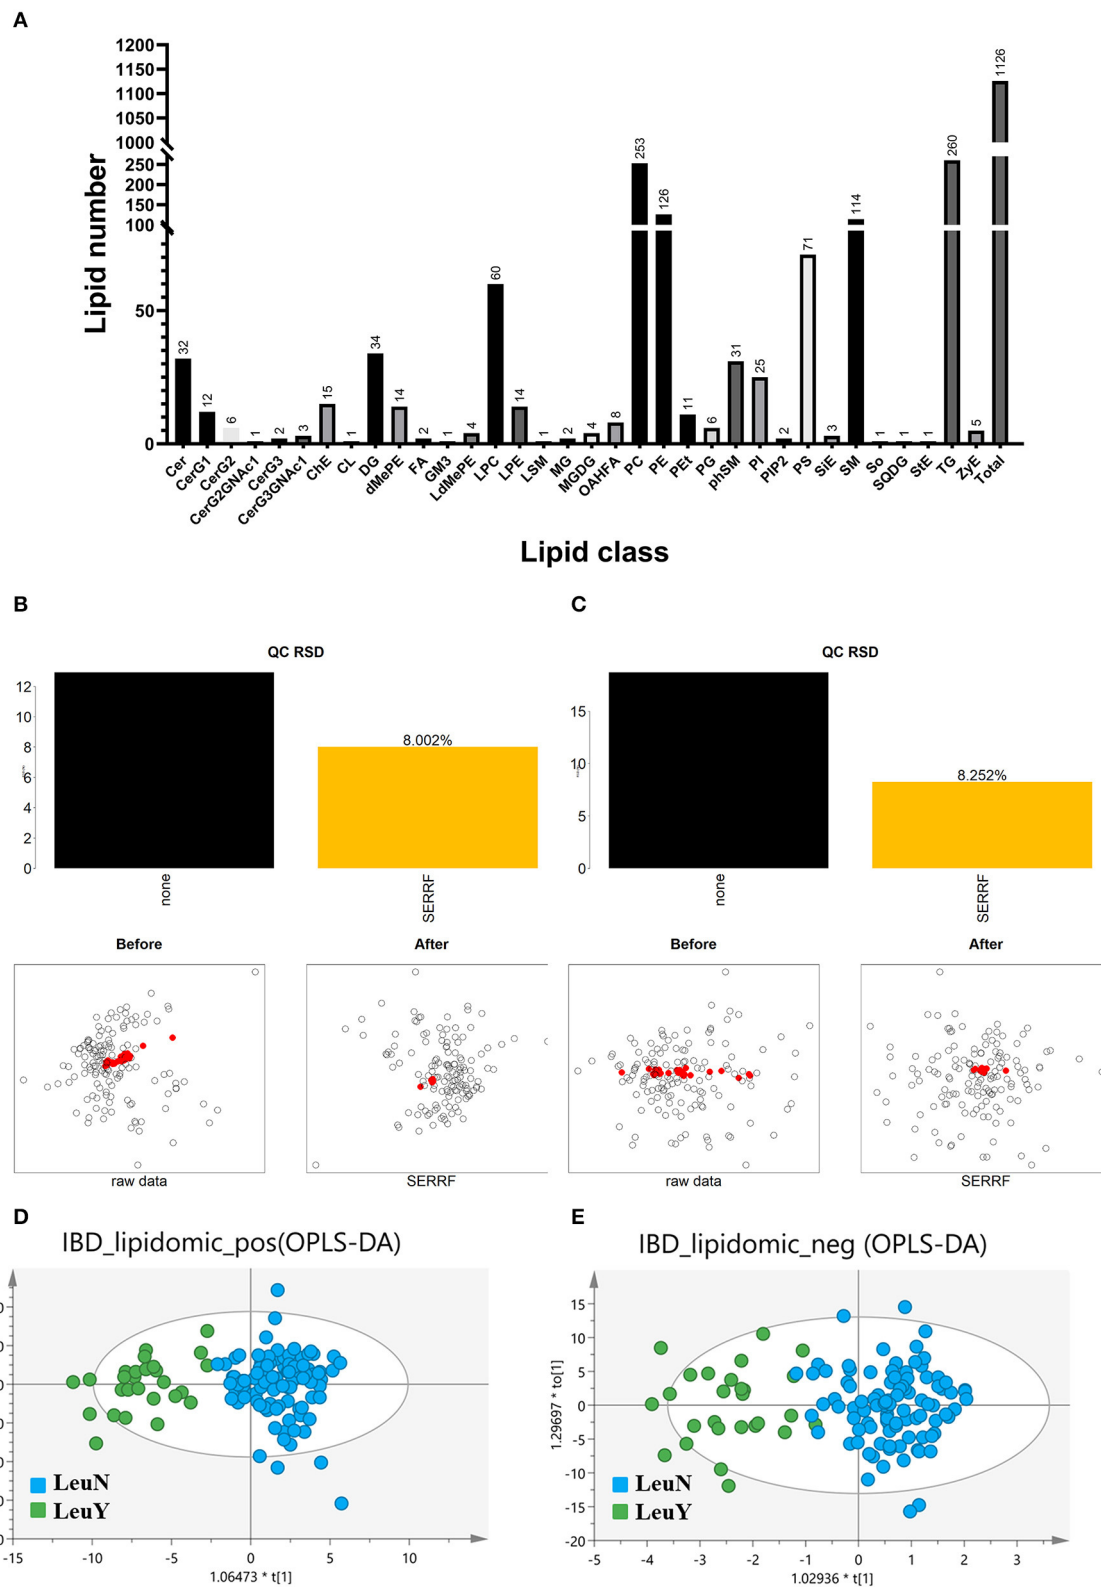 A
Lipid number
1200
1150
1100
1050
1000
250
200
150
100
50
0
32
12
6
1
2
3
15
1
34
14
2
1
4
60
14
1
2
4
8
253
126
11
6
31
25
2
71
3
114
1
1
1
260
5
1126
Cer
CerG1
CerG2
CerG2GNAc1
CerG3
CerG3GNAc1
ChE
CL
DG
dMePE
FA
GM3
LdMePE
LPC
LPE
LSM
MG
MGDG
OAHFA
PC
PE
PEt
PG
phSM
PI
PIP2
PS
SiE
SM
So
SQDG
StE
TG
ZyE
Total
Lipid class
B
QC RSD
12
10
8
6
4
2
0
8.002%
none
SERRF
Before
After
raw data
SERRF
C
QC RSD
15
10
5
0
8.252%
none
SERRF
Before
After
raw data
SERRF
D
IBD_lipidomic_pos(OPLS-DA)
LeuN
LeuY
-15
-10
-5
0
5
10
1.06473 * t[1]
E
IBD_lipidomic_neg (OPLS-DA)
1.29697 * to[1]
15
10
5
0
-5
-10
-15
-20
LeuN
LeuY
-5
-4
-3
-2
-1
0
1
2
3
1.02936 * t[1]